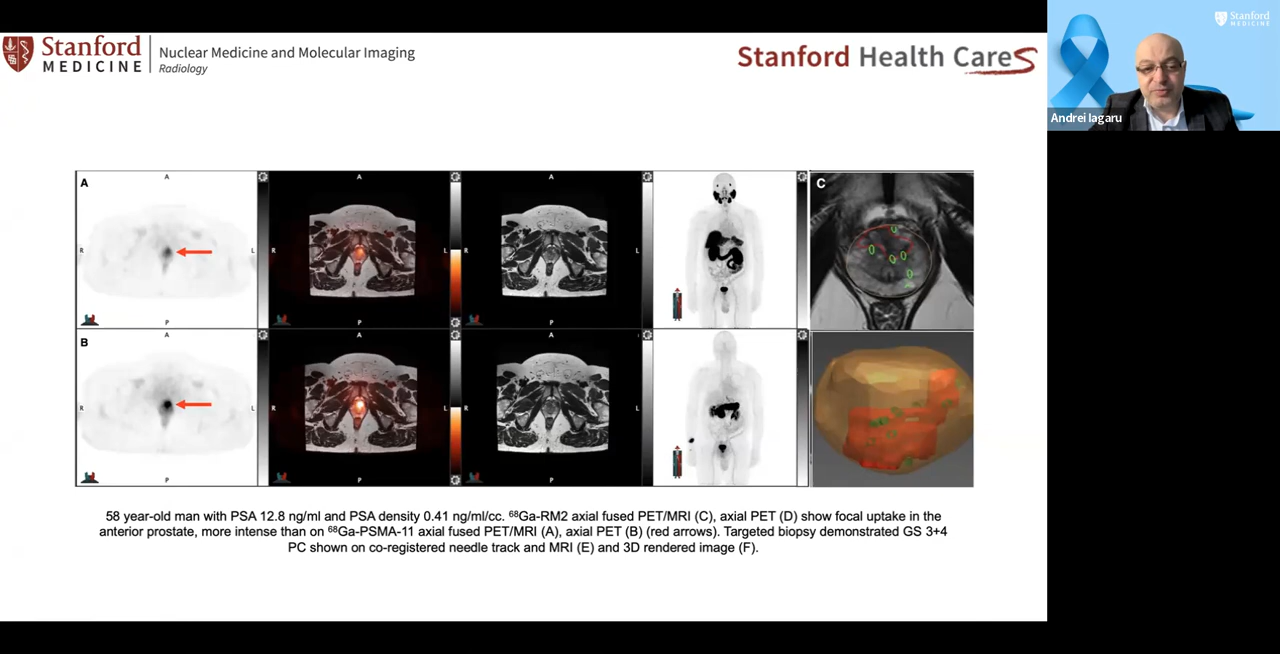 Stanford
MEDICINE
Nuclear Medicine and Molecular Imaging
Radiology
Stanford Health Care
Stanford
MEDICINE
Andrei Iagaru
A
A
A
A
C
R
L
R
L
R
L
P
P
P
B
A
A
A
R
L
R
L
R
L
P
P
P
58 year-old man with PSA 12.8 ng/ml and PSA density 0.41 ng/ml/cc. ⁶⁸Ga-RM2 axial fused PET/MRI (C), axial PET (D) show focal uptake in the
anterior prostate, more intense than on ⁶⁸Ga-PSMA-11 axial fused PET/MRI (A), axial PET (B) (red arrows). Targeted biopsy demonstrated GS 3+4
PC shown on co-registered needle track and MRI (E) and 3D rendered image (F).